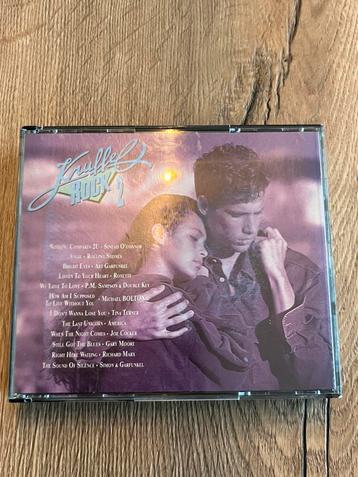 Knuffel
ROCK 2
NOTHING COMPARES 2U • SINEAD O'CONNOR
ANGIE • ROLLING STONES
BRIGHT EYES • ART GARFUNKEL
LISTEN TO YOUR HEART • ROXETTE
WE LOVE TO LOVE • P.M. SAMPSON & DOUBLE KEY
HOW AM I SUPPOSED
TO LIVE WITHOUT YOU • MICHAEL BOLTON
I DON'T WANNA LOSE YOU • TINA TURNER
THE LAST UNICORN • AMERICA
WHEN THE NIGHT COMES • JOE COCKER
STILL GOT THE BLUES • GARY MOORE
RIGHT HERE WAITING • RICHARD MARX
THE SOUND OF SILENCE • SIMON & GARFUNKEL